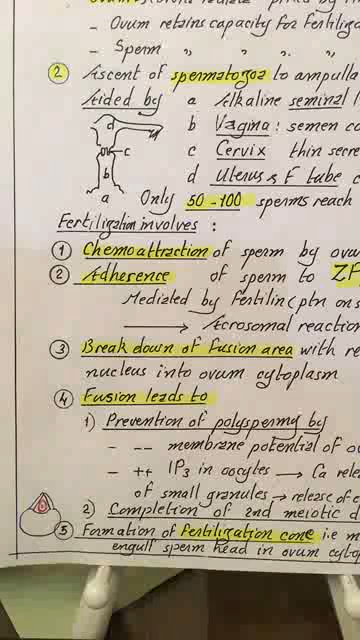 - Ovum retains capacity for Fertiliz
- Sperm " " " "
② Ascent of spermatozoa to ampulla
Aided by a Alkaline seminal
b Vagina: semen co
c Cervix thin secre
d Uterus & F tube c
d
c
b
a
Only 50-100 sperms reach
Fertilization involves:
① Chemoattraction of sperm by ovu
② Adherence of sperm to ZP
Mediated by Fertilin (ptn on s
→ Acrosomal reaction
③ Break down of fusion area with re
nucleus into ovum cytoplasm
④ Fusion leads to
1) Prevention of polyspermy by
- -- membrane potential of ov
- ++ IP3 in oocytes → Ca relea
of small granules → release of e
2) Completion of 2nd meiotic d
⑤ Formation of Fertilization cone i.e m
engulf sperm head in ovum cytop